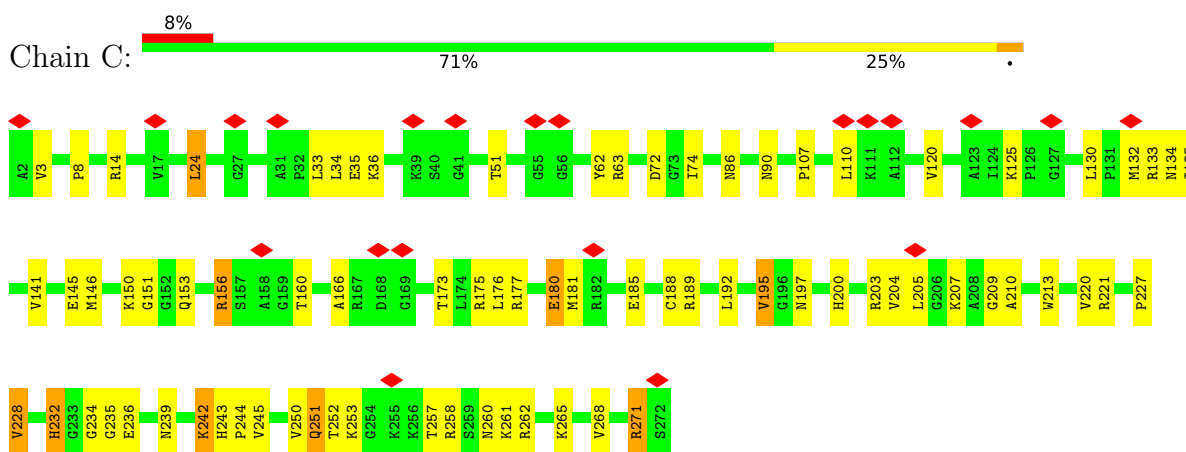 8%
Chain C:
71% 25% •
A2 V3 P8 R14 V17 L24 G27 A31 P32 L33 L34 E35 K36 K39 S40 G41 T51 G55 G56 Y62 R63 D72 G73 I74 N86 N90 P107 L110 K111 A112 V120 A123 I124 K125 P126 G127 L130 P131 M132 R133 N134
V141 E145 M146 K150 G151 G152 Q153 R156 S157 A158 G159 T160 A166 R167 D168 G169 T173 L174 R175 L176 R177 E180 M181 R182 E185 C188 R189 L192 V195 G196 N197 H200 R203 V204 L205 G206 K207 A208 G209 A210 W213 V220 R221 P227
V228 H232 G233 G234 G235 E236 N239 K242 H243 P244 V245 V250 Q251 T252 K253 G254 K255 K256 T257 R258 S259 N260 K261 R262 K265 V268 R271 S272